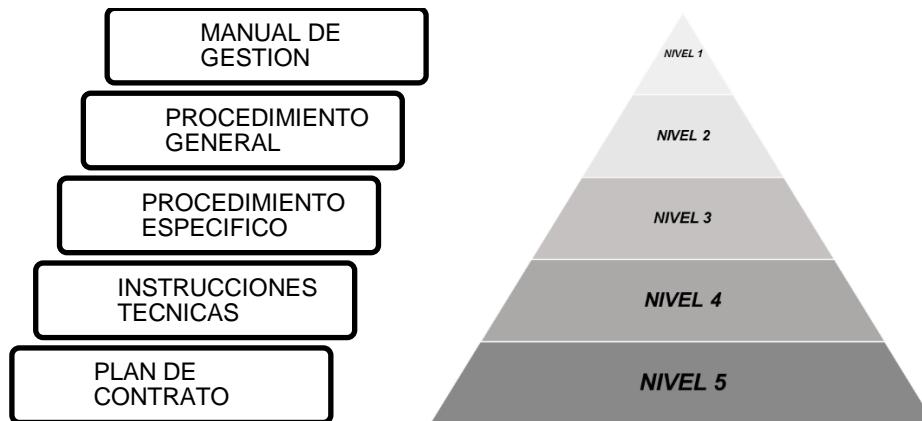 MANUAL DE
GESTION
PROCEDIMIENTO
GENERAL
PROCEDIMIENTO
ESPECIFICO
INSTRUCCIONES
TECNICAS
PLAN DE
CONTRATO
NIVEL 1
NIVEL 2
NIVEL 3
NIVEL 4
NIVEL 5